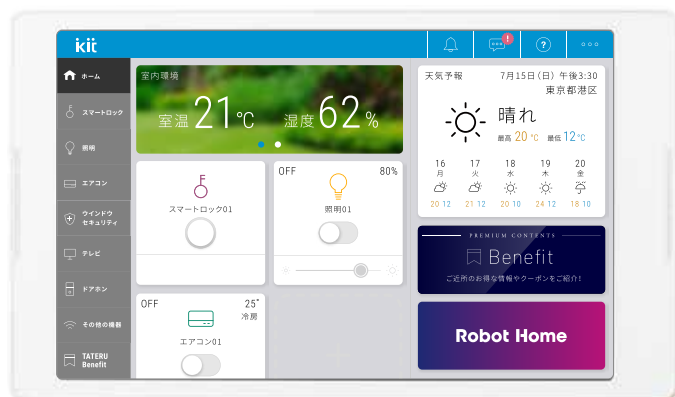 kit
!
?
ホーム
スマートロック
照明
エアコン
ウインドウ
セキュリティ
テレビ
ドアホン
その他の機器
TATERU
Benefit
室内環境
室温 21℃ 湿度 62%
スマートロック01
OFF 80%
照明01
OFF 25°
冷房
エアコン01
天気予報 7月15日(日) 午後3:30
東京都港区
晴れ
最高 20℃ 最低 12℃
16 17 18 19 20
月 火 水 木 金
20 12 21 12 20 10 24 12 18 10
PREMIUM CONTENTS
Benefit
ご近所のお得な情報やクーポンをご紹介!
Robot Home